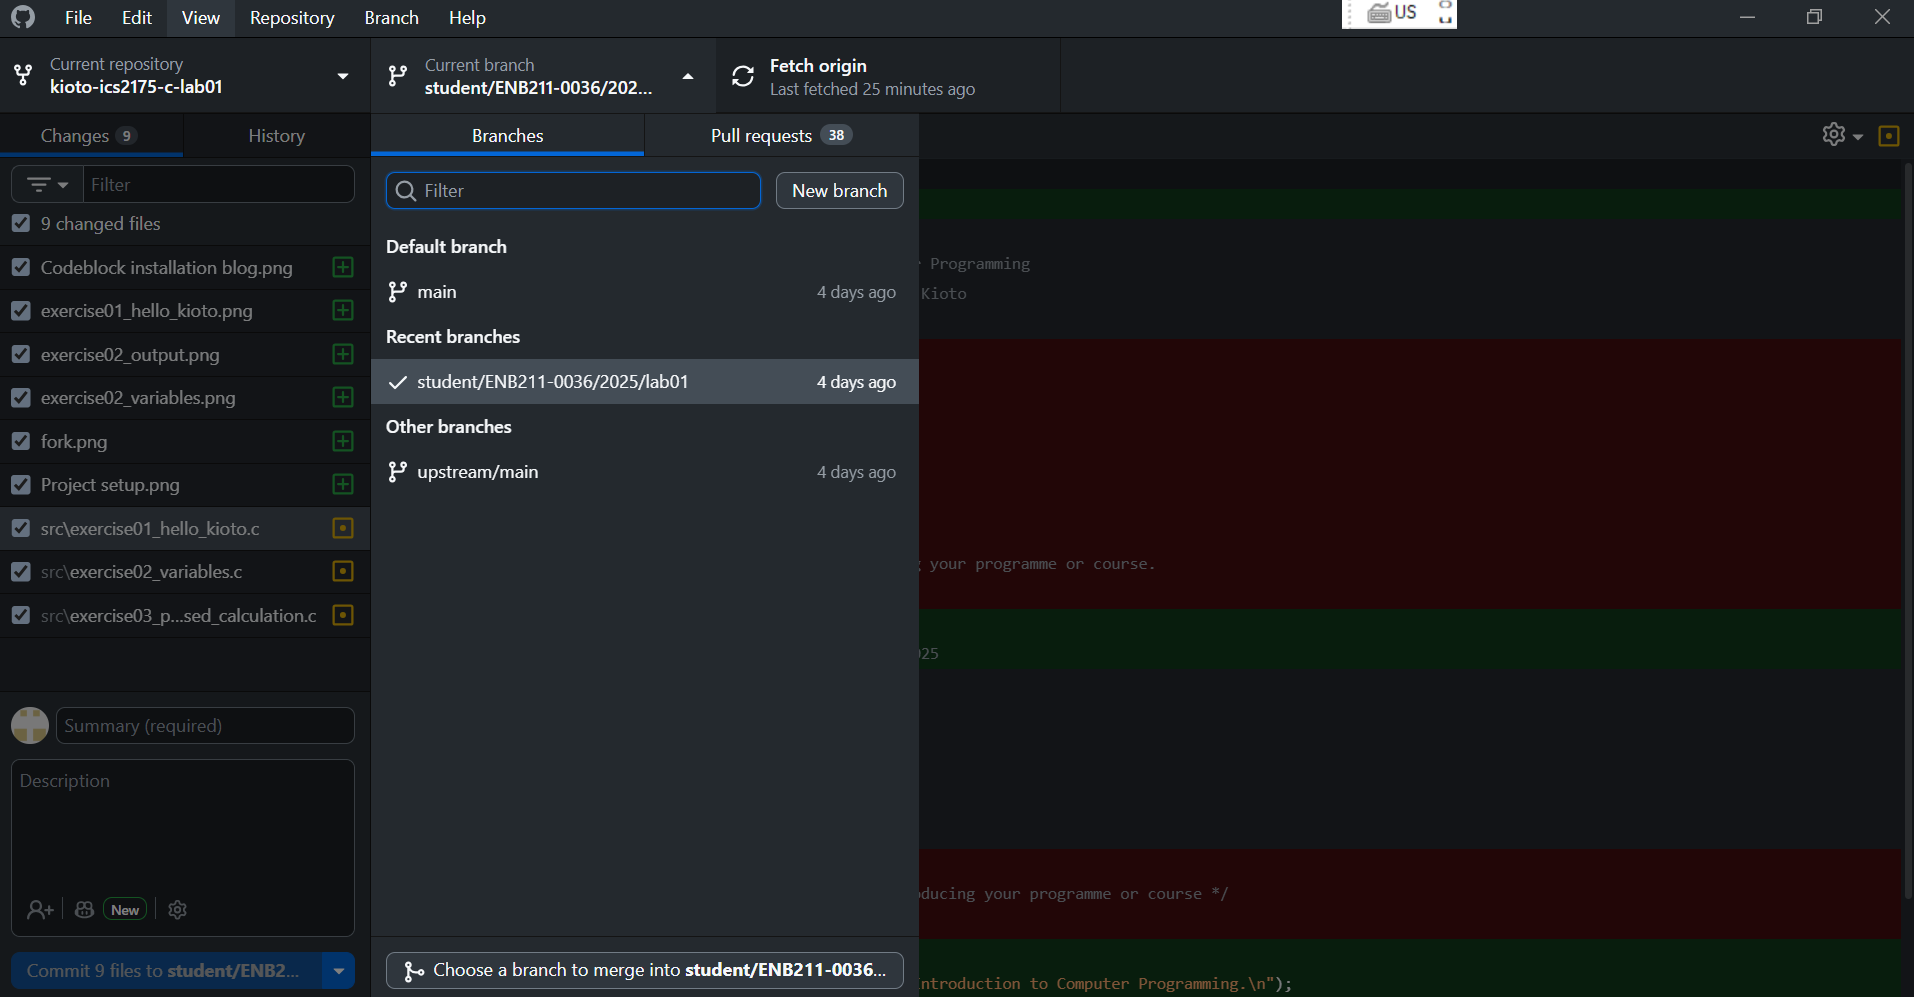 File Edit View Repository Branch Help
US
Current repository
kioto-ics2175-c-lab01
Current branch
student/ENB211-0036/202...
Fetch origin
Last fetched 25 minutes ago
Changes 9
History
Filter
9 changed files
Codeblock installation blog.png
exercise01_hello_kioto.png
exercise02_output.png
exercise02_variables.png
fork.png
Project setup.png
src\exercise01_hello_kioto.c
src\exercise02_variables.c
src\exercise03_p...sed_calculation.c
Summary (required)
Description
New
Commit 9 files to student/ENB2...
Branches
Pull requests 38
Filter
New branch
Default branch
main 4 days ago
Recent branches
student/ENB211-0036/2025/lab01 4 days ago
Other branches
upstream/main 4 days ago
Choose a branch to merge into student/ENB211-0036...
Programming
Kioto
your programme or course.
025
oducing your programme or course */
ntroduction to Computer Programming.\n");